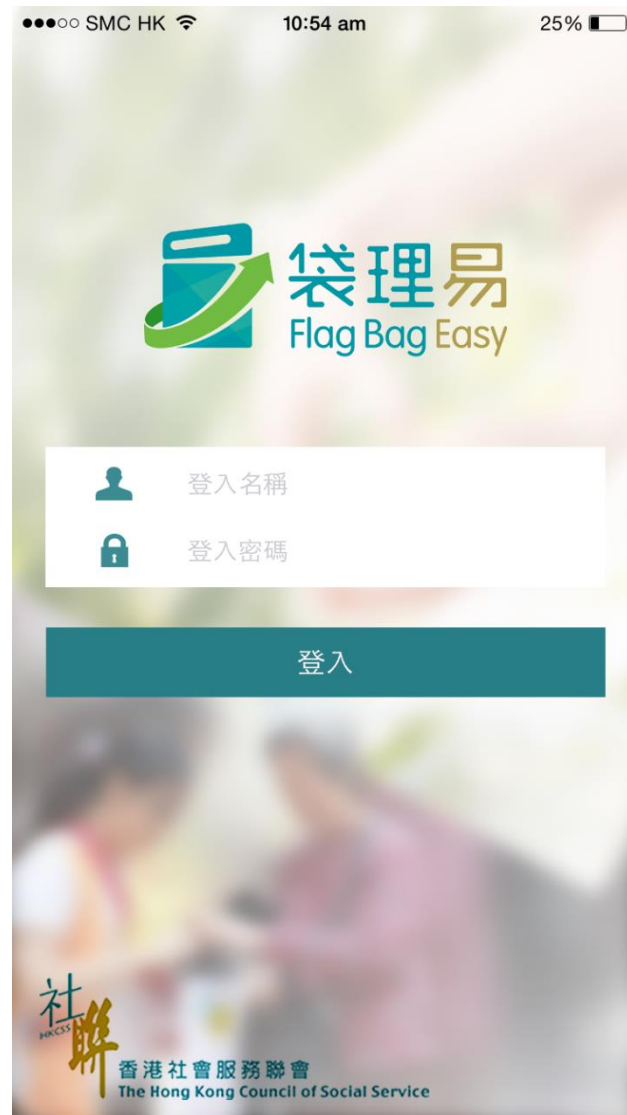 ●●●○○ SMC HK 10:54 am 25%
袋理易
Flag Bag Easy
登入名稱
登入密碼
登入
社聯
HKCSS
香港社會服務聯會
The Hong Kong Council of Social Service